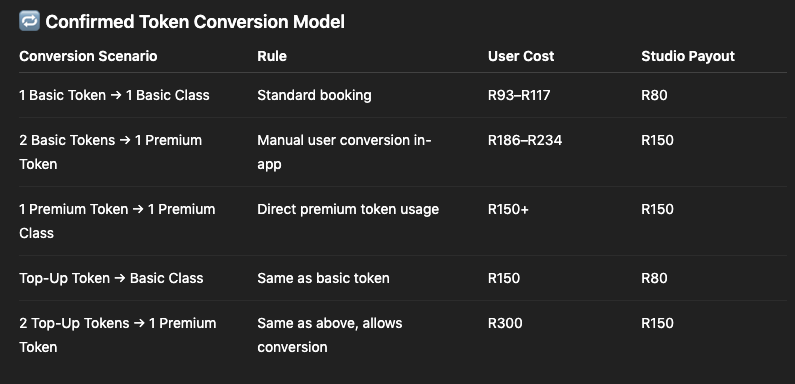 🔁 Confirmed Token Conversion Model
Conversion Scenario Rule User Cost Studio Payout
1 Basic Token → 1 Basic Class Standard booking R93–R117 R80
2 Basic Tokens → 1 Premium Token Manual user conversion in-app R186–R234 R150
1 Premium Token → 1 Premium Class Direct premium token usage R150+ R150
Top-Up Token → Basic Class Same as basic token R150 R80
2 Top-Up Tokens → 1 Premium Token Same as above, allows conversion R300 R150